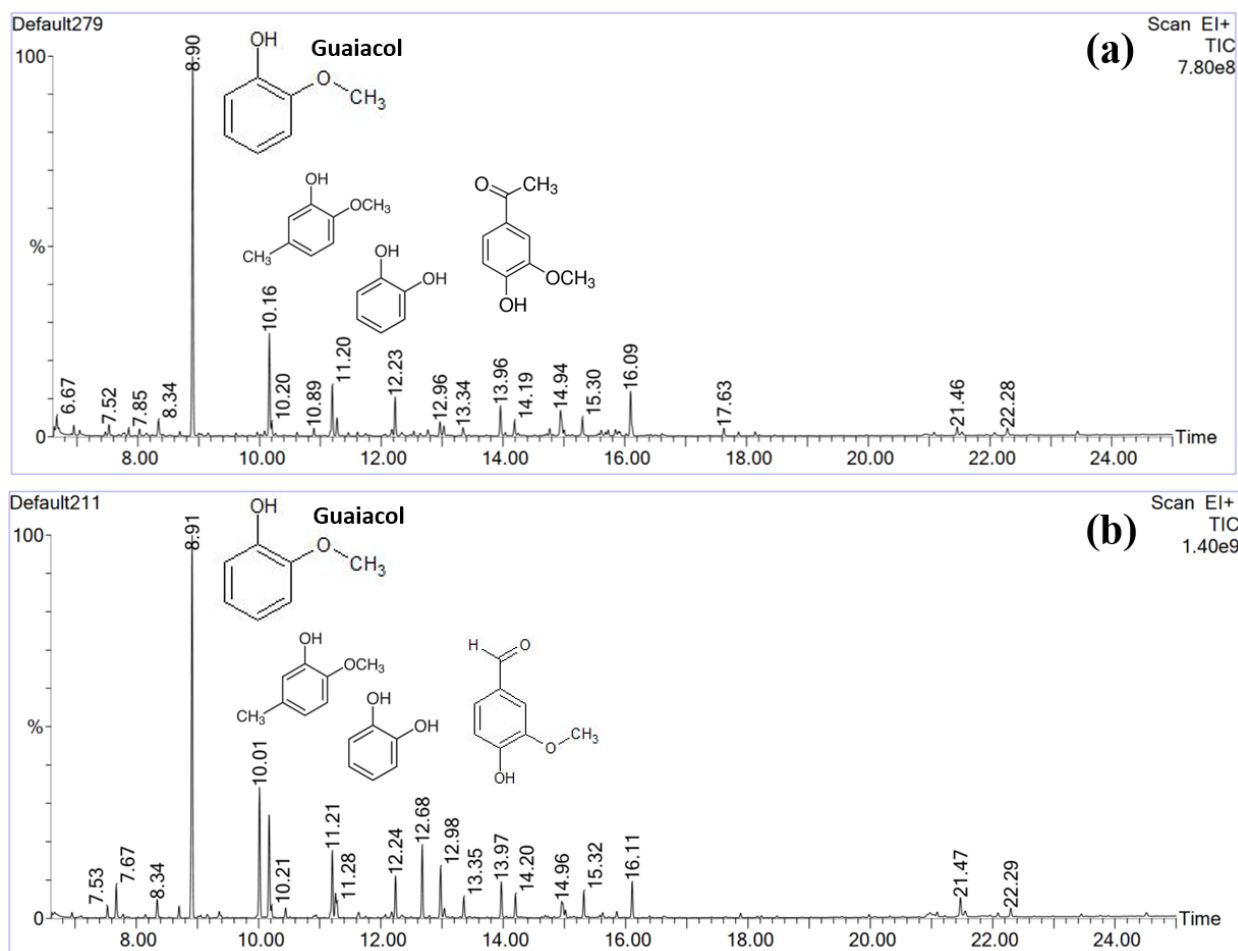 Default279
Scan EI+
TIC
7.80e8
(a)
100
%
0
8.90
OH
Guaiacol
O
CH3
OH
OCH3
CH3
OH
OH
O
CH3
OCH3
OH
6.67
7.52
7.85
8.34
10.16
10.20
10.89
11.20
12.23
12.96
13.34
13.96
14.19
14.94
15.30
16.09
17.63
21.46
22.28
Time
8.00 10.00 12.00 14.00 16.00 18.00 20.00 22.00 24.00
Default211
Scan EI+
TIC
1.40e9
(b)
100
%
0
8.91
OH
Guaiacol
O
CH3
OH
OCH3
CH3
OH
OH
H
O
O
CH3
OH
7.53
7.67
8.34
10.01
10.21
11.21
11.28
12.24
12.68
12.98
13.35
13.97
14.20
14.96
15.32
16.11
21.47
22.29
Time
8.00 10.00 12.00 14.00 16.00 18.00 20.00 22.00 24.00